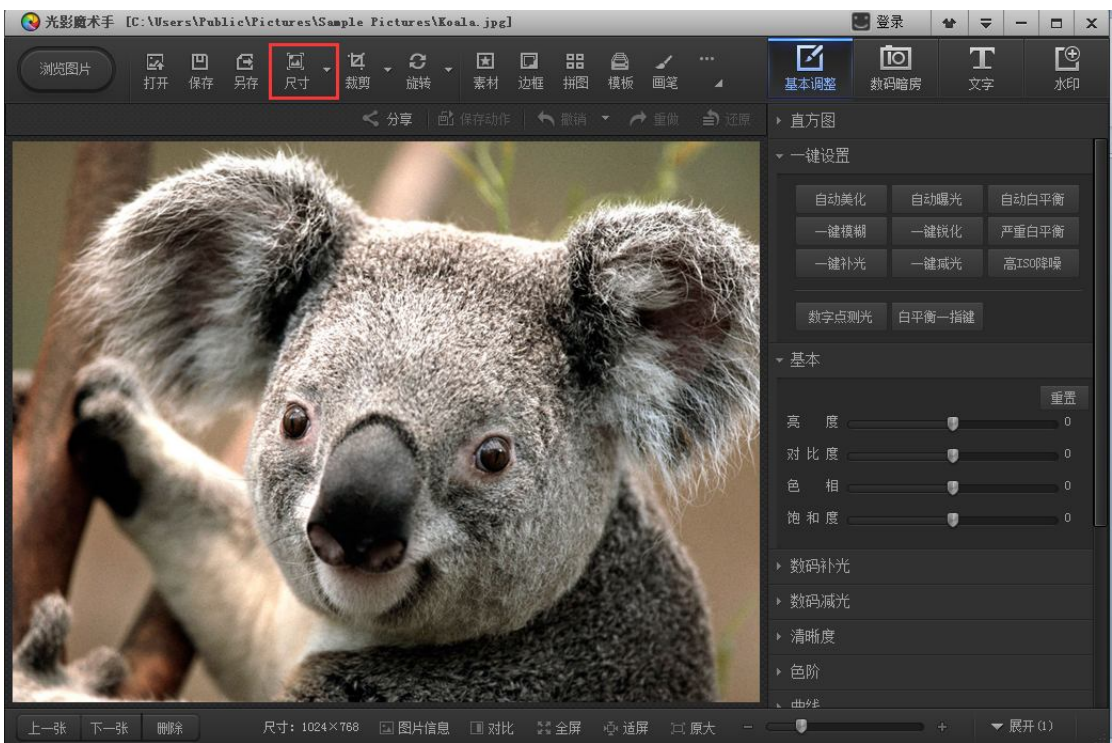 光影魔术手 [C:\Users\Public\Pictures\Sample Pictures\Koala.jpg] 登录
浏览图片 打开 保存 另存 尺寸 裁剪 旋转 素材 边框 拼图 模板 画笔 ···
基本调整 数码暗房 文字 水印
分享 保存动作 撤销 重做 还原
直方图
一键设置
自动美化 自动曝光 自动白平衡
一键模糊 一键锐化 严重白平衡
一键补光 一键减光 高ISO降噪
数字点测光 白平衡一指键
基本
重置
亮度 0
对比度 0
色相 0
饱和度 0
数码补光
数码减光
清晰度
色阶
曲线
上一张 下一张 删除 尺寸: 1024×768 图片信息 对比 全屏 适屏 原大 - + 展开(1)